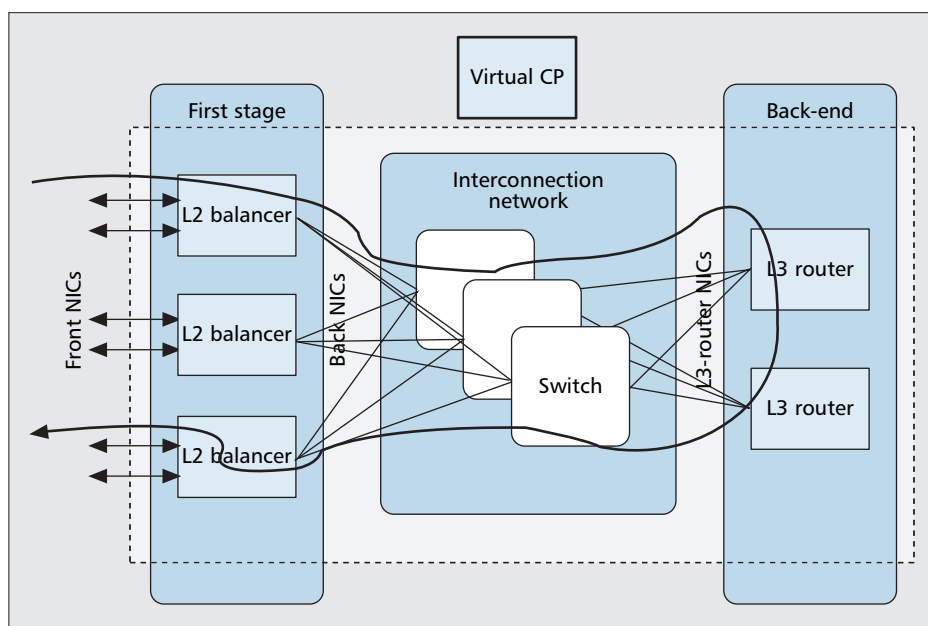 Virtual CP
First stage
Back-end
Interconnection
network
L2 balancer
L2 balancer
L2 balancer
Front NICs
Back NICs
Switch
L3-router NICs
L3 router
L3 router